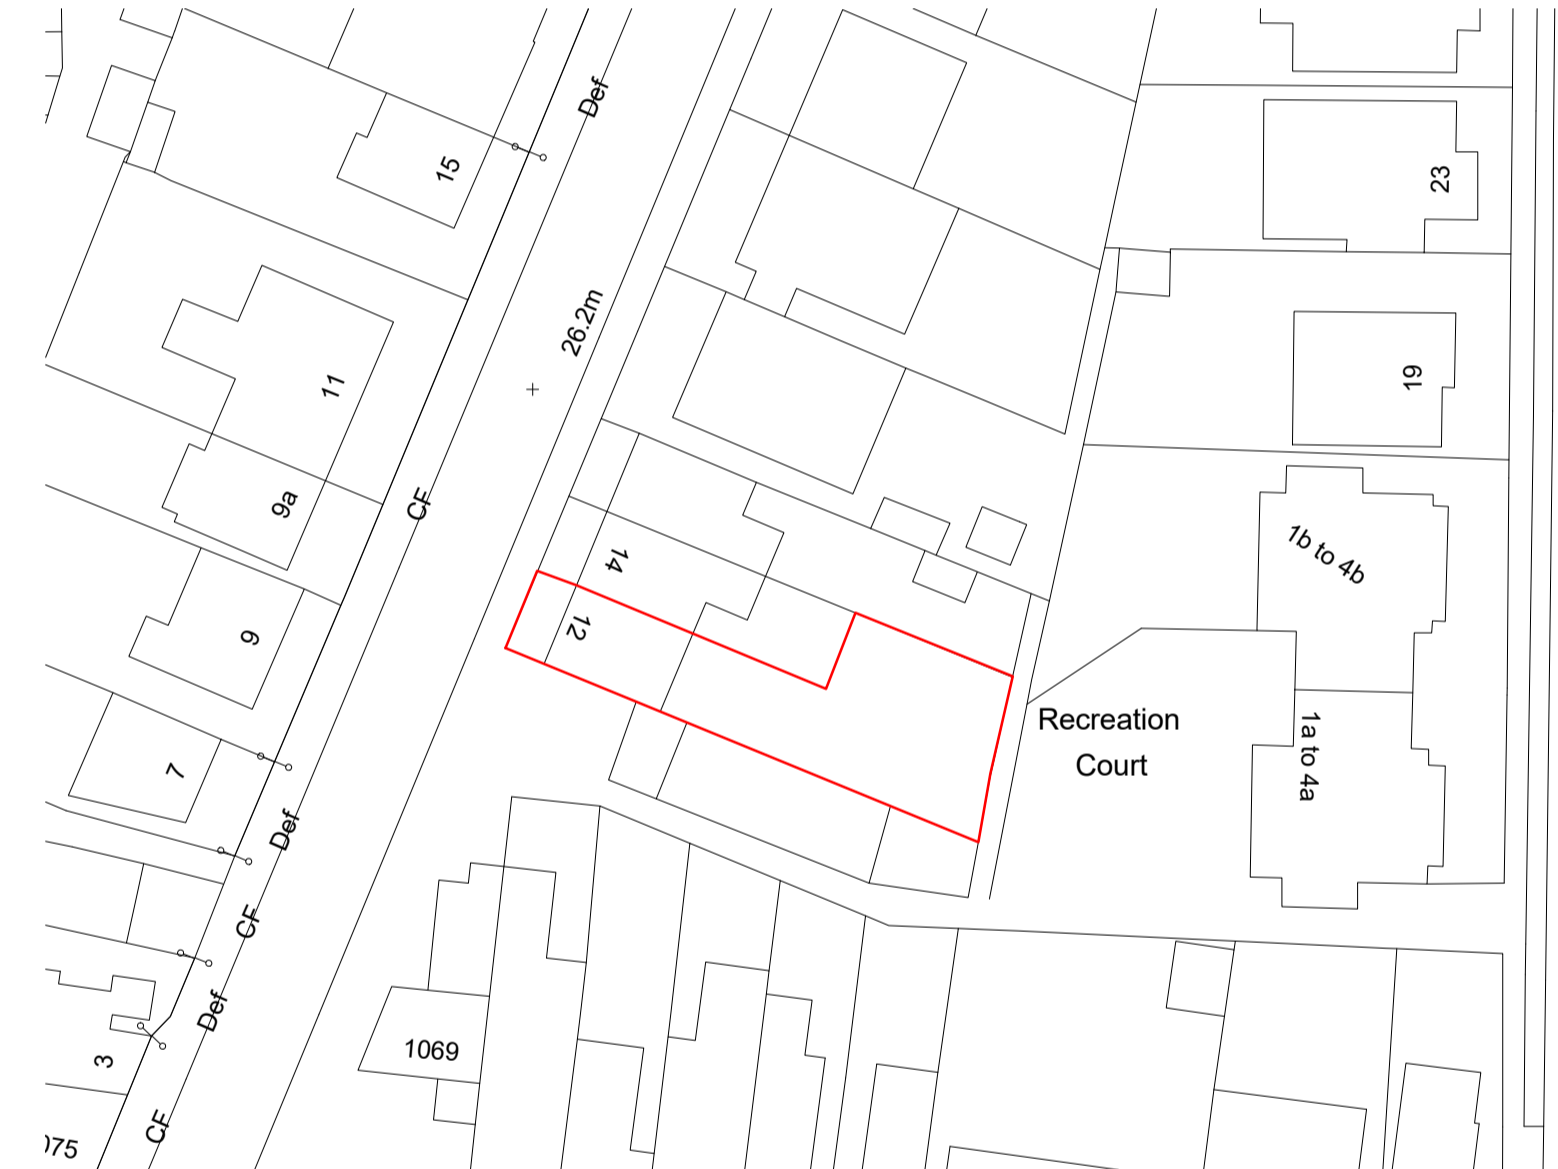 Def
15
23
26.2m
11
19
9a
CF
14
1b to 4b
12
9
Recreation
Court
1a to 4a
7
Def
CF
Def
3
1069
CF
075